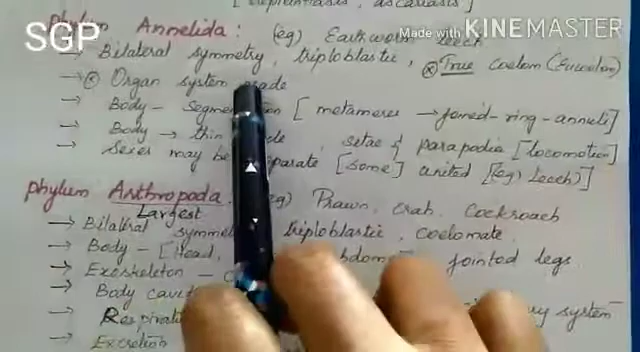 [elephantiasis, ascariasis]
SGP
Made with KINEMASTER
Phylum Annelida: (eg) Earthworm, Leech
→ Bilateral symmetry, triploblastic, True coelom (Eucoelom)
→ Organ system grade
→ Body - Segmentation [metameres → joined-ring-annuli]
→ Body → thin setae & parapodia [locomotion]
→ Sexes may be separate [some] united [(eg) Leech]
Phylum Arthropoda: (eg) Prawn, Crab, Cockroach
Largest
→ Bilateral symmetry triploblastic, coelomate
→ Body - [Head, abdomen jointed legs
→ Exoskeleton -
→ Body cavity system
→ Respiration
→ Excretion